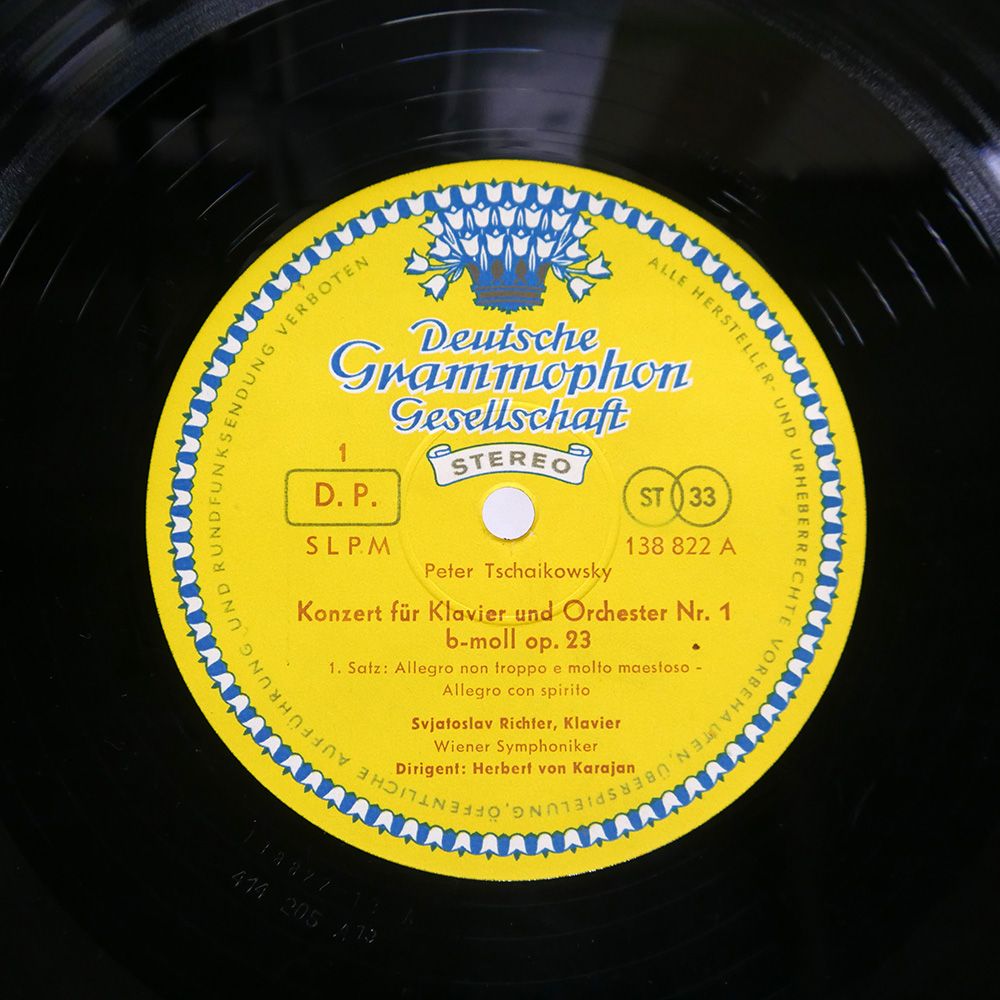 Deutsche
Grammophon
Gesellschaft
STEREO
1
D. P.
ST 33
SLPM
138 822 A
Peter Tschaikowsky
Konzert für Klavier und Orchester Nr. 1
b-moll op. 23
1. Satz: Allegro non troppo e molto maestoso -
Allegro con spirito
Svjatoslav Richter, Klavier
Wiener Symphoniker
Dirigent: Herbert von Karajan
ALLE HERSTELLER- UND URHEBERRECHTE VORBEHALTEN, ÜBERSPIELUNG, ÖFFENTLICHE AUFFÜHRUNG, UND RUNDFUNKSENDUNG VERBOTEN
414 205